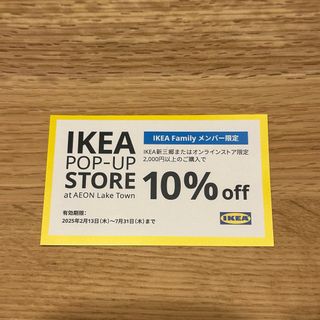 IKEA
POP-UP
STORE
at AEON Lake Town
IKEA Family メンバー限定
IKEA新三郷またはオンラインストア限定
2,000円以上のご購入で
10% off
有効期限：
2025年2月13日(木)〜7月31日(木)まで
IKEA